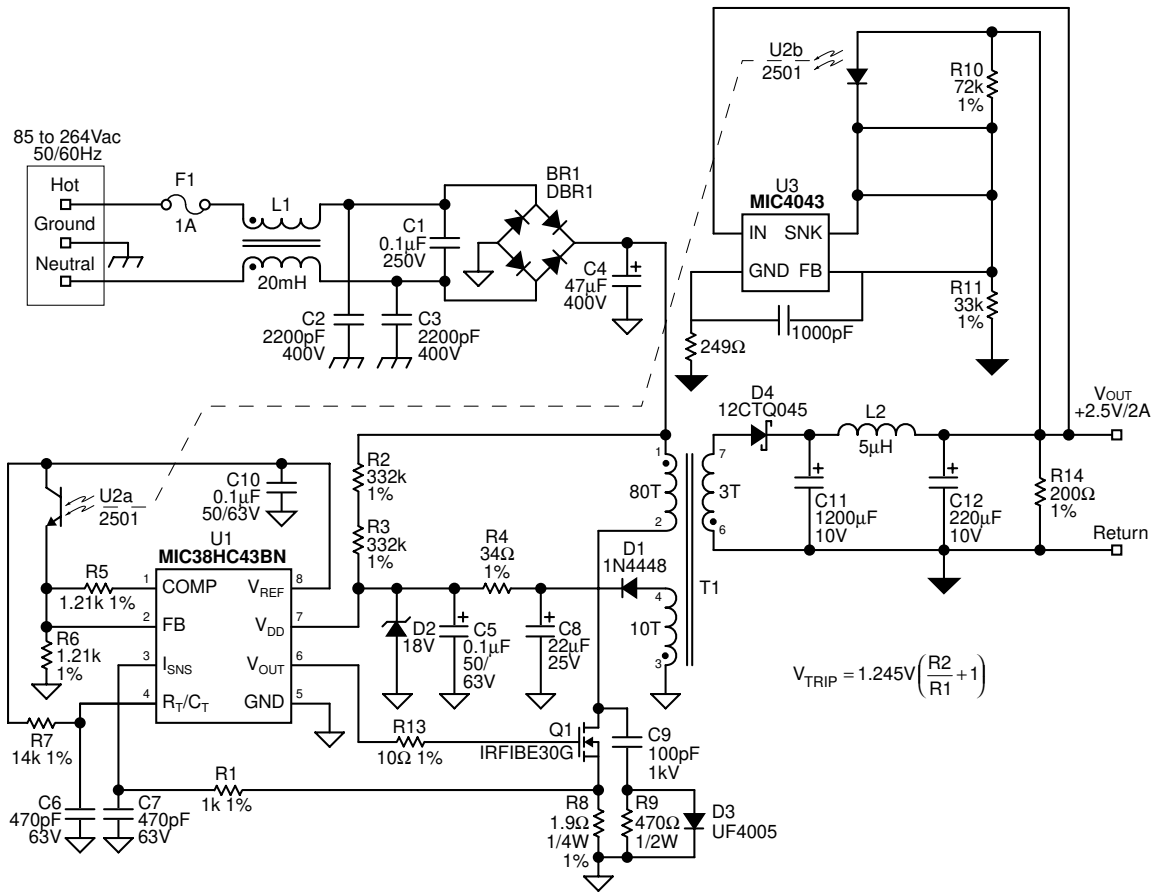 85 to 264Vac
50/60Hz
Hot
Ground
Neutral
F1
1A
L1
20mH
C2
2200pF
400V
C3
2200pF
400V
C1
0.1µF
250V
BR1
DBR1
C4
47µF
400V
U2b
2501
R10
72k
1%
U3
MIC4043
IN
SNK
GND
FB
249Ω
1000pF
R11
33k
1%
D4
12CTQ045
L2
5µH
VOUT
+2.5V/2A
R14
200Ω
1%
Return
C11
1200µF
10V
C12
220µF
10V
1
80T
2
7
3T
6
4
10T
3
T1
R2
332k
1%
R3
332k
1%
R4
34Ω
1%
D1
1N4448
D2
18V
C5
0.1µF
50/
63V
C8
22µF
25V
C10
0.1µF
50/63V
U2a
2501
U1
MIC38HC43BN
1
COMP
2
FB
3
ISNS
4
RT/CT
VREF
8
VDD
7
VOUT
6
GND
5
R5
1.21k 1%
R6
1.21k
1%
R7
14k 1%
C6
470pF
63V
C7
470pF
63V
R1
1k 1%
R13
10Ω 1%
Q1
IRFIBE30G
C9
100pF
1kV
R8
1.9Ω
1/4W
1%
R9
470Ω
1/2W
D3
UF4005
VTRIP = 1.245V(R2/R1 + 1)